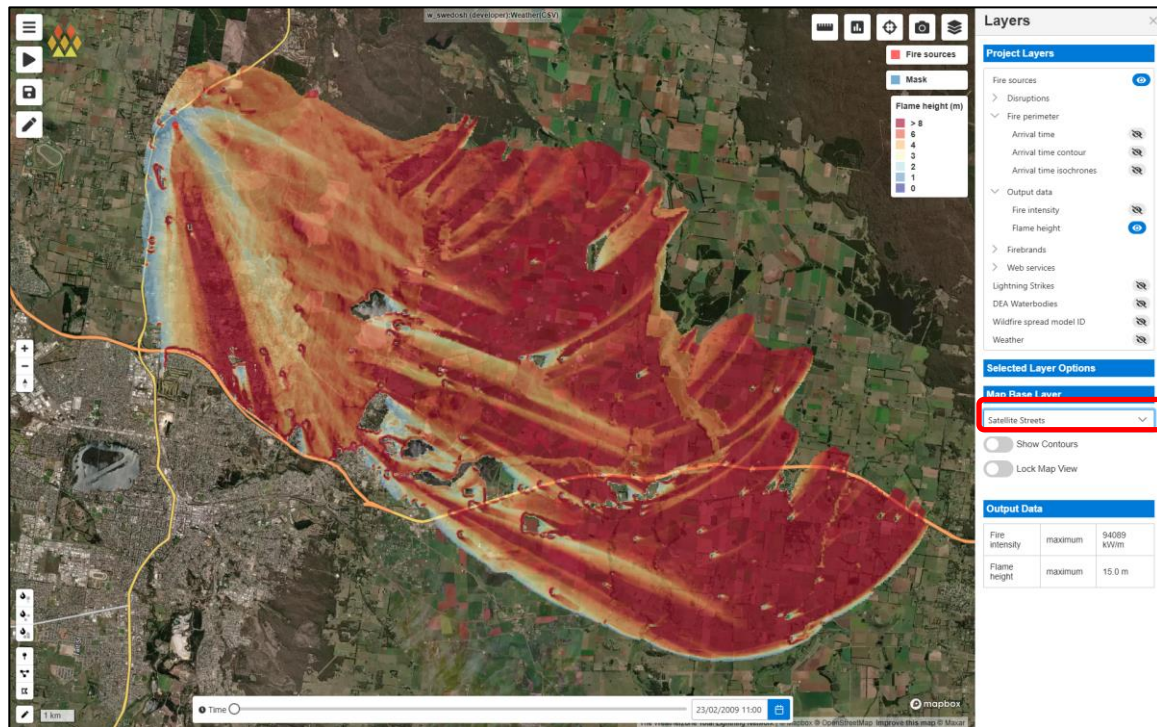 w_swedosh (developer):Weather(CSV)
Fire sources
Mask
Flame height (m)
> 8
6
4
3
2
1
0
1 km
Time
23/02/2009 11:00
mapbox
© Mapbox © OpenStreetMap Improve this map © Maxar
Layers
Project Layers
Fire sources
Disruptions
Fire perimeter
Arrival time
Arrival time contour
Arrival time isochrones
Output data
Fire intensity
Flame height
Firebrands
Web services
Lightning Strikes
DEA Waterbodies
Wildfire spread model ID
Weather
Selected Layer Options
Map Base Layer
Satellite Streets
Show Contours
Lock Map View
Output Data
Fire intensity maximum 94089 kW/m
Flame height maximum 15.0 m